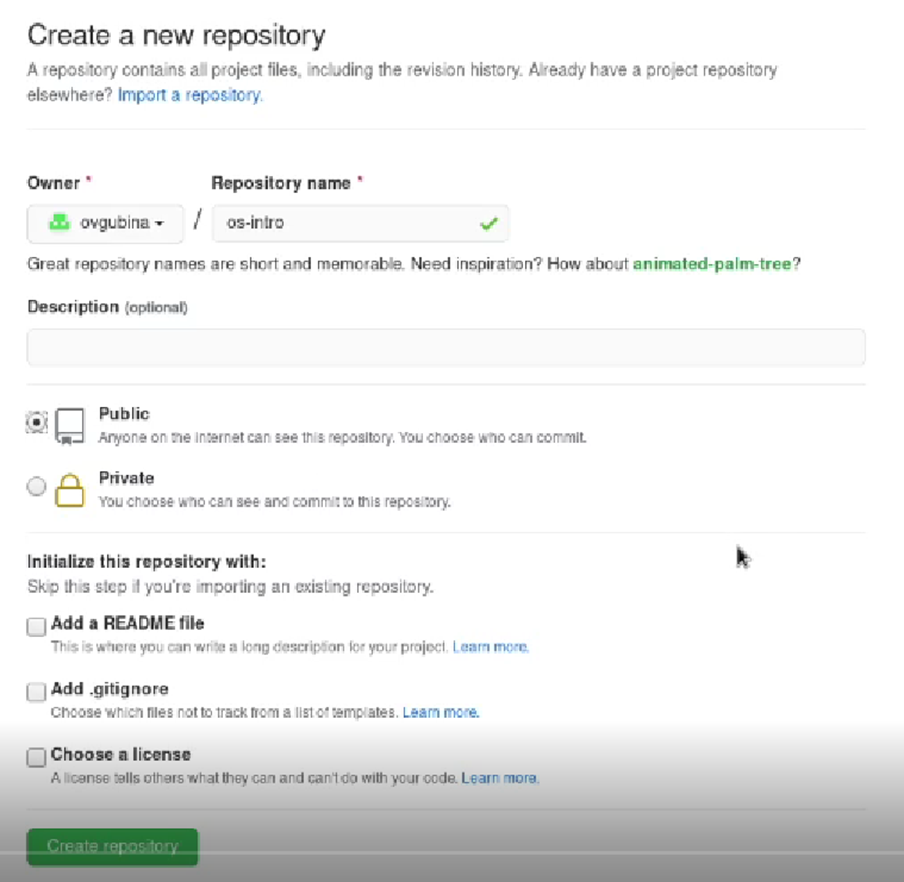 Create a new repository
A repository contains all project files, including the revision history. Already have a project repository
elsewhere? Import a repository.
Owner * Repository name *
ovgubina / os-intro
Great repository names are short and memorable. Need inspiration? How about animated-palm-tree?
Description (optional)
Public
Anyone on the internet can see this repository. You choose who can commit.
Private
You choose who can see and commit to this repository.
Initialize this repository with:
Skip this step if you're importing an existing repository.
Add a README file
This is where you can write a long description for your project. Learn more.
Add .gitignore
Choose which files not to track from a list of templates. Learn more.
Choose a license
A license tells others what they can and can't do with your code. Learn more.
Create repository